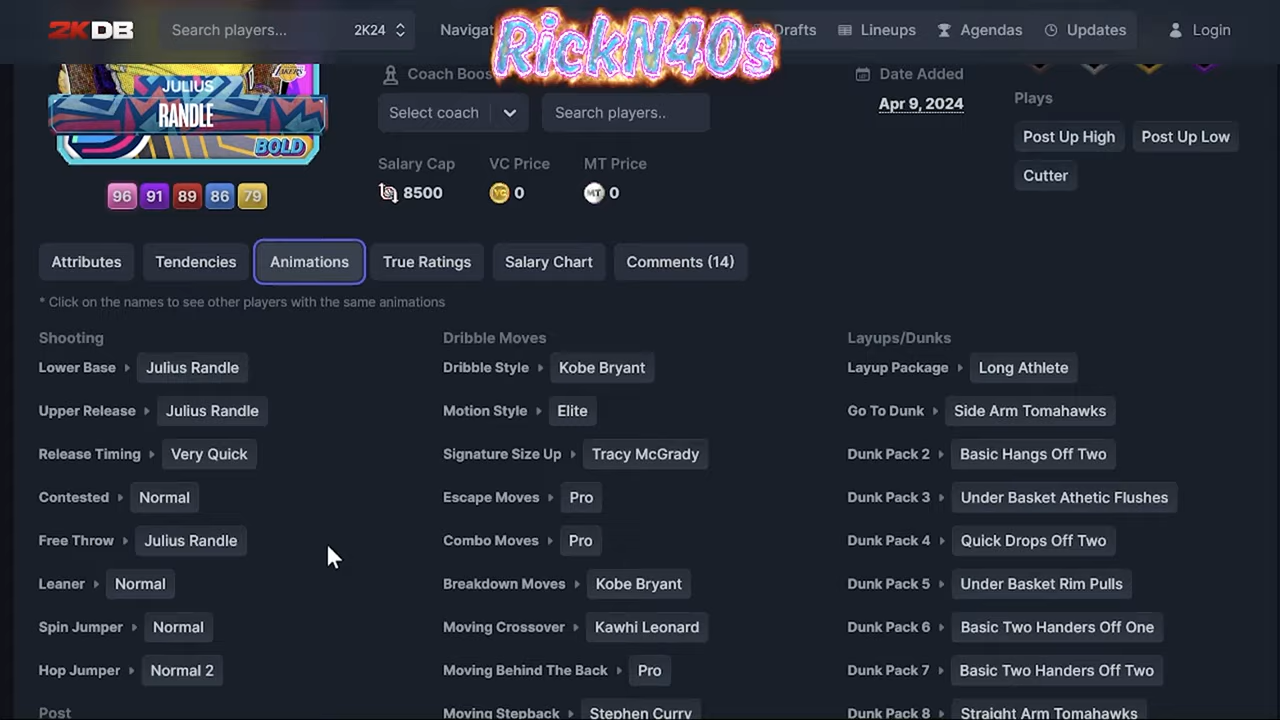 2KDB Search players... 2K24 Navigat RickN40s Drafts Lineups Agendas Updates Login
LAKERS
JULIUS
RANDLE
BOLD
96 91 89 86 79
Coach Boos
Select coach Search players..
Salary Cap VC Price MT Price
8500 VC 0 MT 0
Date Added
Apr 9, 2024
Plays
Post Up High Post Up Low
Cutter
Attributes Tendencies Animations True Ratings Salary Chart Comments (14)
* Click on the names to see other players with the same animations
Shooting
Lower Base Julius Randle
Upper Release Julius Randle
Release Timing Very Quick
Contested Normal
Free Throw Julius Randle
Leaner Normal
Spin Jumper Normal
Hop Jumper Normal 2
Post
Dribble Moves
Dribble Style Kobe Bryant
Motion Style Elite
Signature Size Up Tracy McGrady
Escape Moves Pro
Combo Moves Pro
Breakdown Moves Kobe Bryant
Moving Crossover Kawhi Leonard
Moving Behind The Back Pro
Moving Stepback Stephen Curry
Layups/Dunks
Layup Package Long Athlete
Go To Dunk Side Arm Tomahawks
Dunk Pack 2 Basic Hangs Off Two
Dunk Pack 3 Under Basket Athetic Flushes
Dunk Pack 4 Quick Drops Off Two
Dunk Pack 5 Under Basket Rim Pulls
Dunk Pack 6 Basic Two Handers Off One
Dunk Pack 7 Basic Two Handers Off Two
Dunk Pack 8 Straight Arm Tomahawks